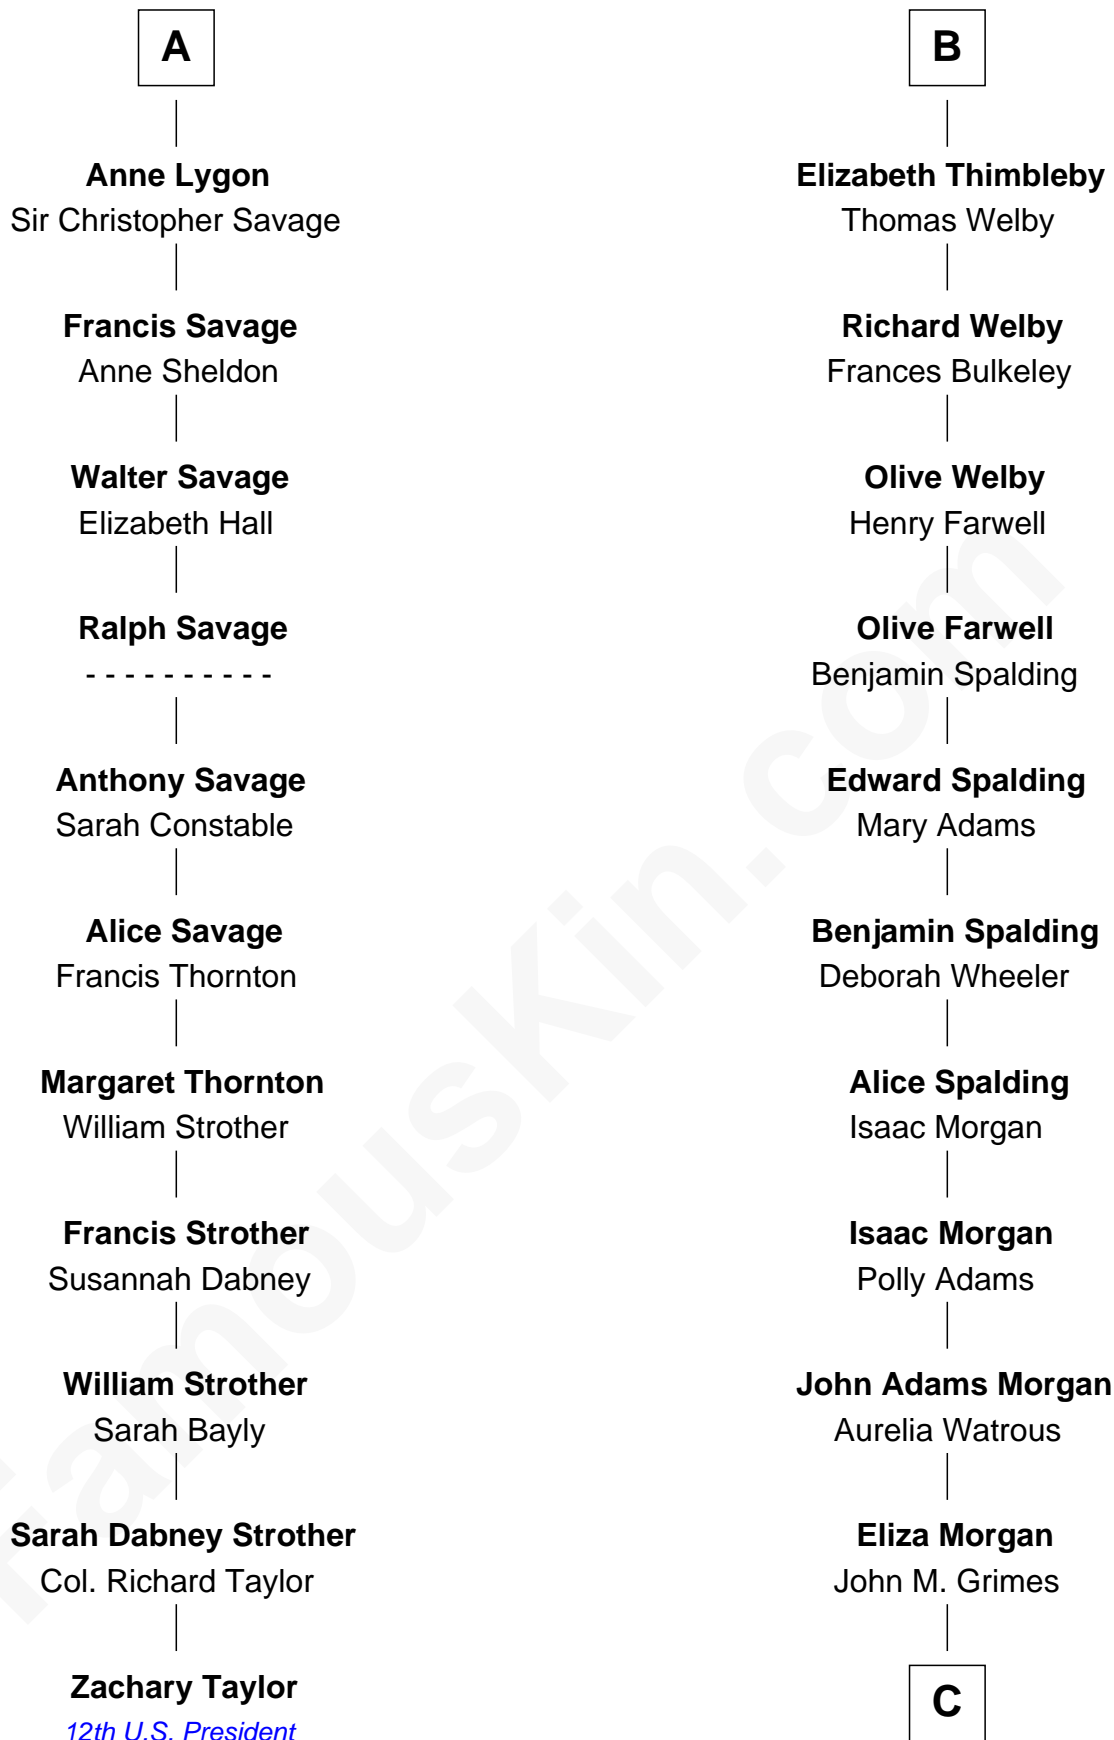 A
Anne Lygon
Sir Christopher Savage
Francis Savage
Anne Sheldon
Walter Savage
Elizabeth Hall
Ralph Savage
- - - - - - - - - -
Anthony Savage
Sarah Constable
Alice Savage
Francis Thornton
Margaret Thornton
William Strother
Francis Strother
Susannah Dabney
William Strother
Sarah Bayly
Sarah Dabney Strother
Col. Richard Taylor
Zachary Taylor
12th U.S. President
B
Elizabeth Thimbleby
Thomas Welby
Richard Welby
Frances Bulkeley
Olive Welby
Henry Farwell
Olive Farwell
Benjamin Spalding
Edward Spalding
Mary Adams
Benjamin Spalding
Deborah Wheeler
Alice Spalding
Isaac Morgan
Isaac Morgan
Polly Adams
John Adams Morgan
Aurelia Watrous
Eliza Morgan
John M. Grimes
C
FamousKin.com